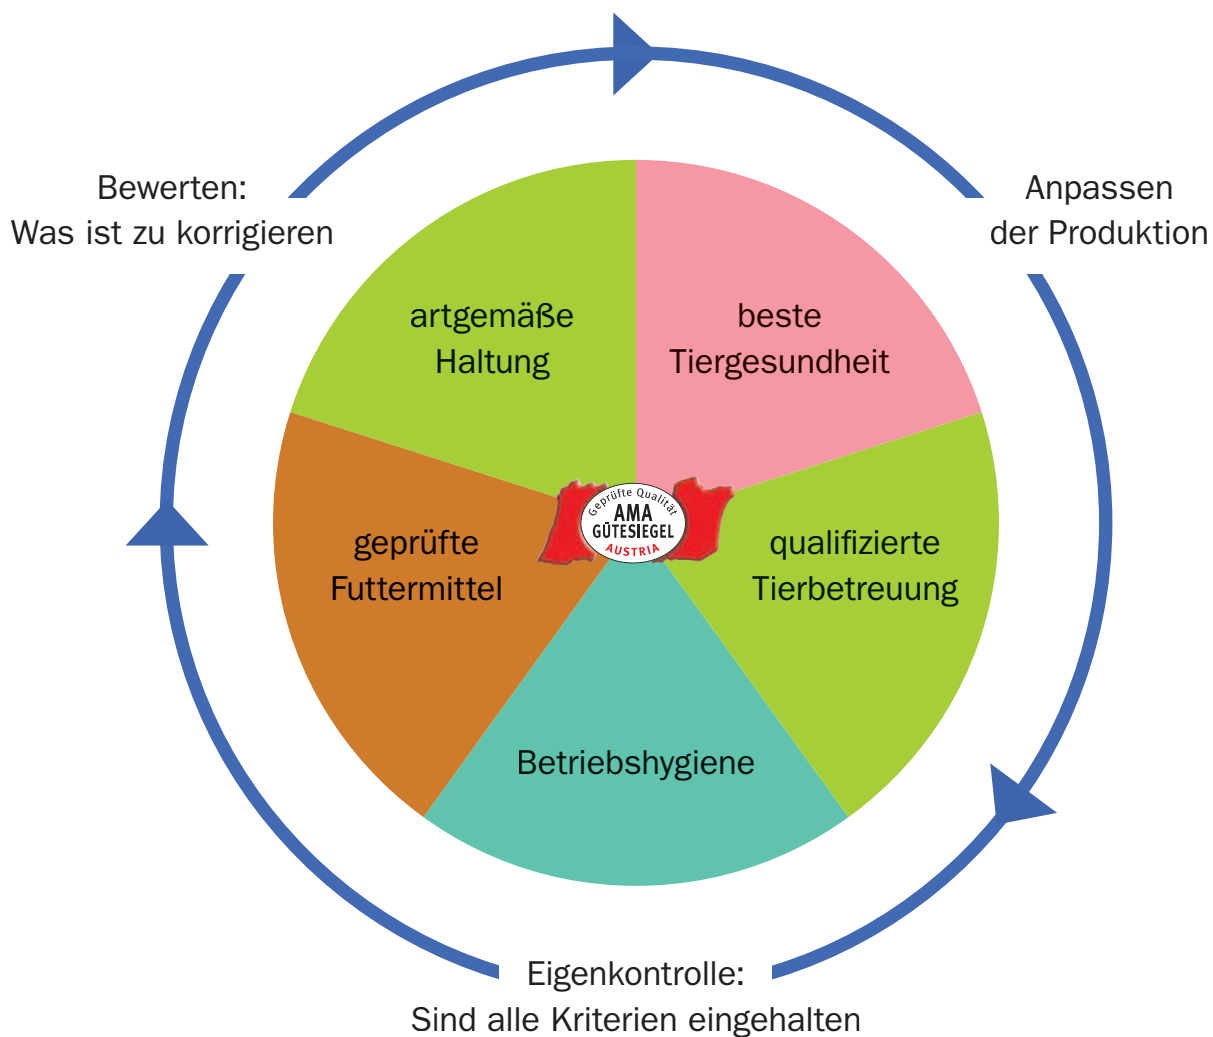 Bewerten:
Was ist zu korrigieren
Anpassen
der Produktion
artgemäße
Haltung
beste
Tiergesundheit
geprüfte
Futtermittel
Geprüfte Qualität
AMA
GÜTESIEGEL
AUSTRIA
qualifizierte
Tierbetreuung
Betriebshygiene
Eigenkontrolle:
Sind alle Kriterien eingehalten